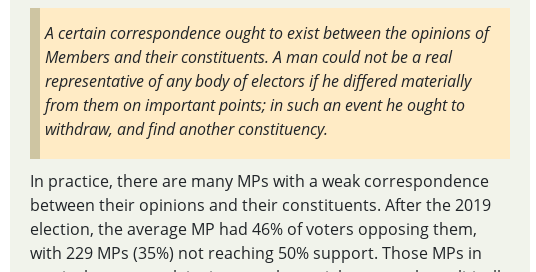 A certain correspondence ought to exist between the opinions of
Members and their constituents. A man could not be a real
representative of any body of electors if he differed materially
from them on important points; in such an event he ought to
withdraw, and find another constituency.
In practice, there are many MPs with a weak correspondence
between their opinions and their constituents. After the 2019
election, the average MP had 46% of voters opposing them,
with 229 MPs (35%) not reaching 50% support. Those MPs in